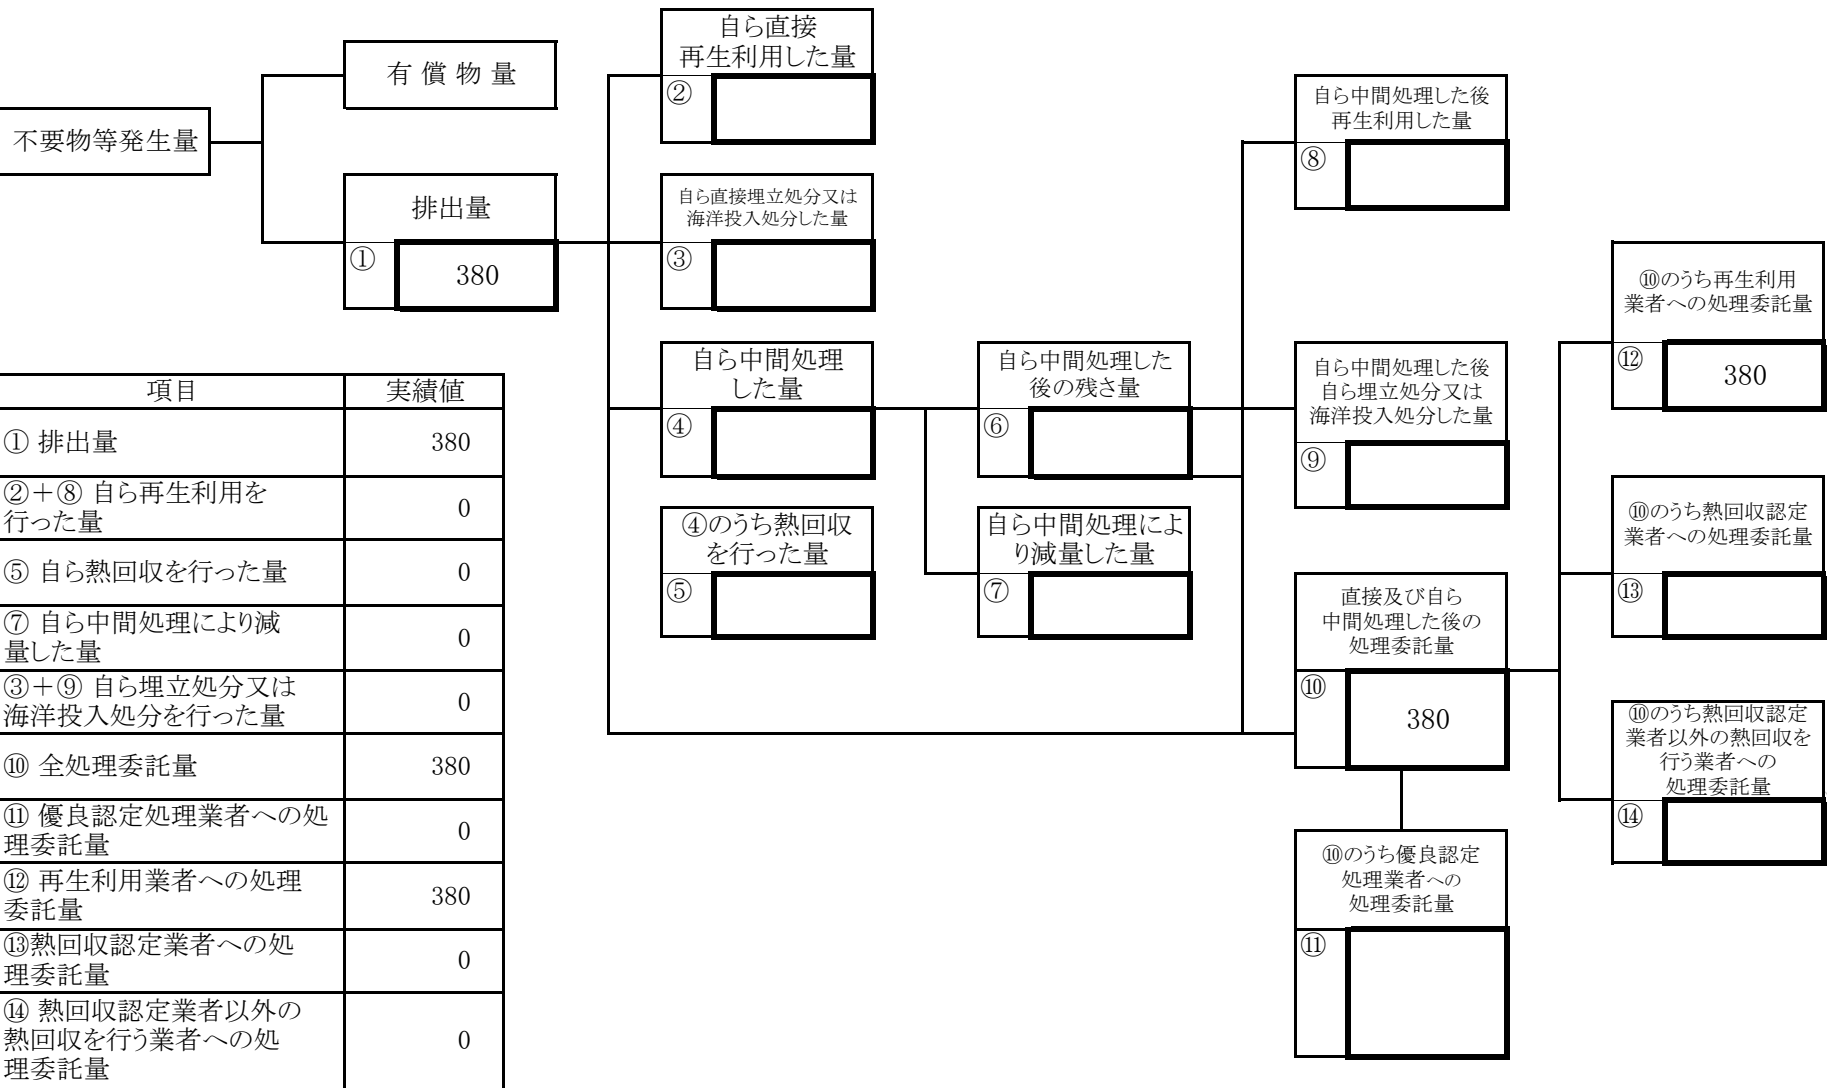 自ら直接
再生利用した量
②
有 償 物 量
不要物等発生量
排出量
①
380
自ら直接埋立処分又は
海洋投入処分した量
③
自ら中間処理
した量
④
④のうち熱回収
を行った量
⑤
自ら中間処理した
後の残さ量
⑥
自ら中間処理によ
り減量した量
⑦
自ら中間処理した後
再生利用した量
⑧
自ら中間処理した後
自ら埋立処分又は
海洋投入処分した量
⑨
直接及び自ら
中間処理した後の
処理委託量
⑩
380
⑩のうち優良認定
処理業者への
処理委託量
⑪
⑩のうち再生利用
業者への処理委託量
⑫
380
⑩のうち熱回収認定
業者への処理委託量
⑬
⑩のうち熱回収認定
業者以外の熱回収を
行う業者への
処理委託量
⑭
項目 実績値
① 排出量 380
②+⑧ 自ら再生利用を
行った量 0
⑤ 自ら熱回収を行った量 0
⑦ 自ら中間処理により減
量した量 0
③+⑨ 自ら埋立処分又は
海洋投入処分を行った量 0
⑩ 全処理委託量 380
⑪ 優良認定処理業者への処
理委託量 0
⑫ 再生利用業者への処理
委託量 380
⑬熱回収認定業者への処
理委託量 0
⑭ 熱回収認定業者以外の
熱回収を行う業者への処 0
理委託量